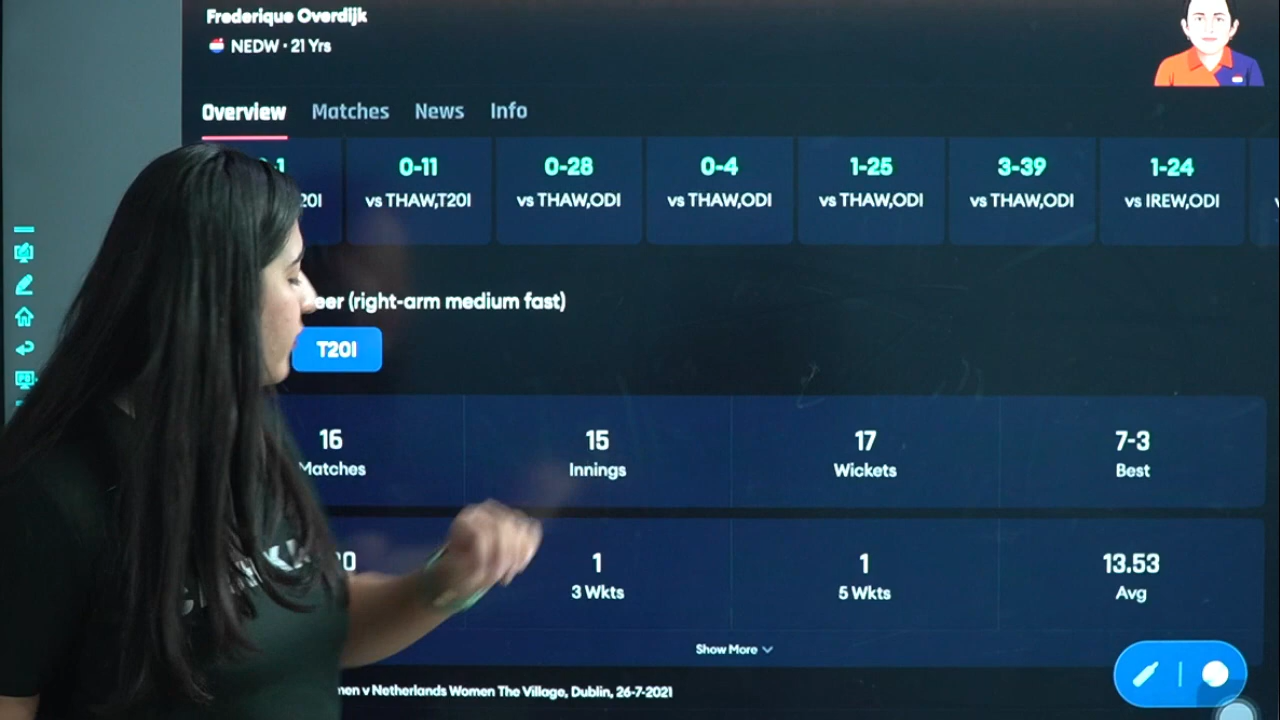 Frederique Overdijk
NEDW • 21 Yrs
Overview Matches News Info
0-11 0-28 0-4 1-25 3-39 1-24
vs THAW,T20I vs THAW,ODI vs THAW,ODI vs THAW,ODI vs THAW,ODI vs IREW,ODI
(right-arm medium fast)
T20I
16 15 17 7-3
Matches Innings Wickets Best
1 1 13.53
3 Wkts 5 Wkts Avg
Show More
v Netherlands Women The Village, Dublin, 26-7-2021